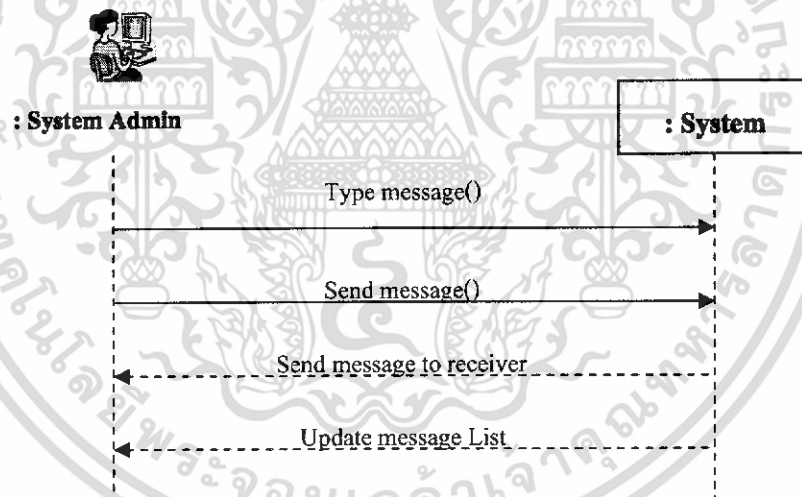 : System Admin
: System
Type message()
Send message()
Send message to receiver
Update message List